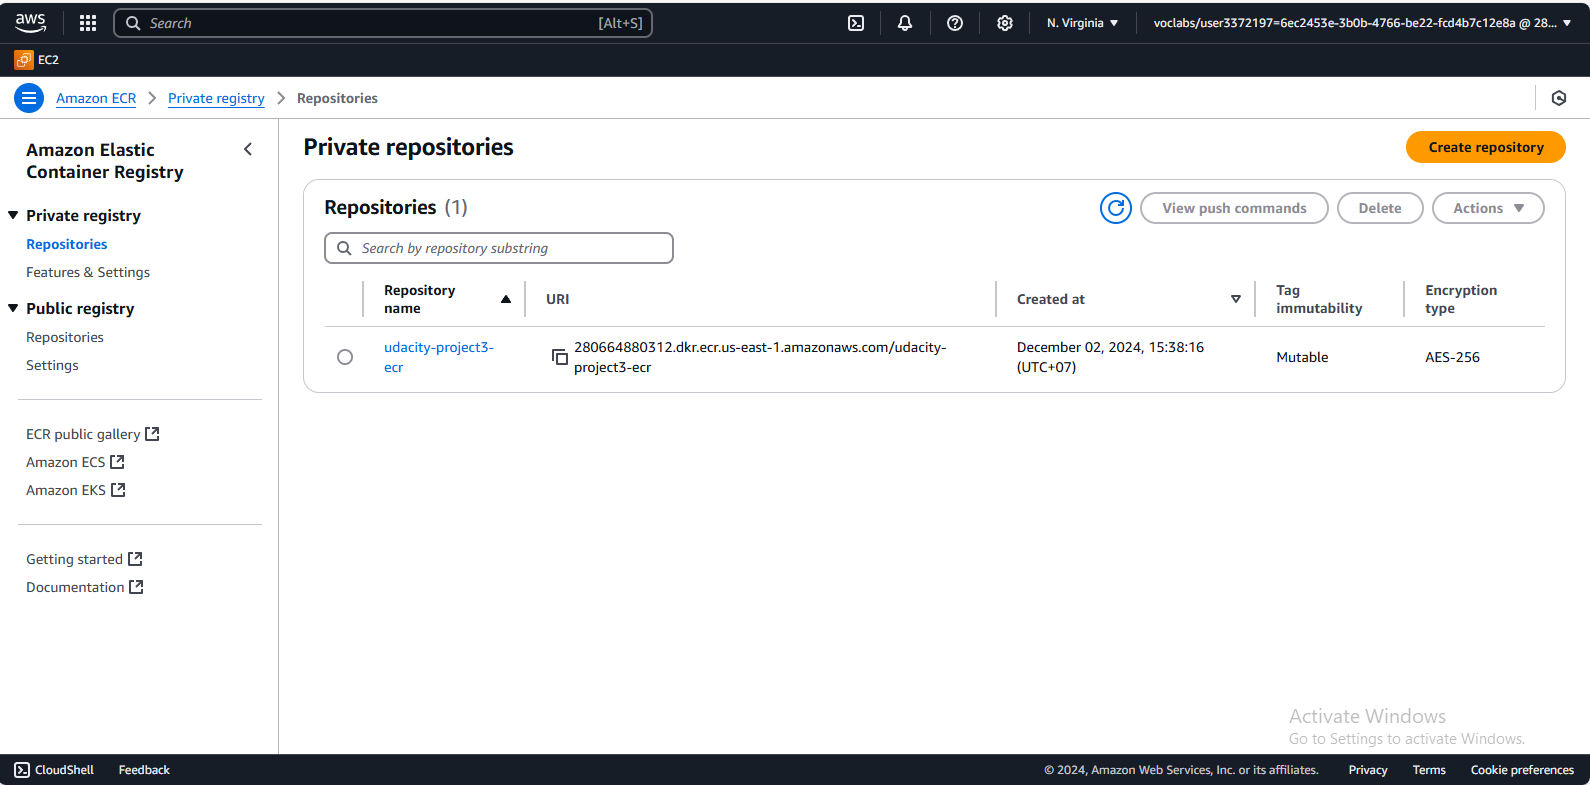 aws
Search [Alt+S]
N. Virginia
voclabs/user3372197=6ec2453e-3b0b-4766-be22-fcd4b7c12e8a @ 28...
EC2
Amazon ECR
Private registry
Repositories
Amazon Elastic
Container Registry
Private registry
Repositories
Features & Settings
Public registry
Repositories
Settings
ECR public gallery
Amazon ECS
Amazon EKS
Getting started
Documentation
Private repositories
Create repository
Repositories (1)
View push commands
Delete
Actions
Search by repository substring
Repository
name
URI
Created at
Tag
immutability
Encryption
type
udacity-project3-
ecr
280664880312.dkr.ecr.us-east-1.amazonaws.com/udacity-
project3-ecr
December 02, 2024, 15:38:16
(UTC+07)
Mutable
AES-256
Activate Windows
Go to Settings to activate Windows.
CloudShell
Feedback
© 2024, Amazon Web Services, Inc. or its affiliates.
Privacy
Terms
Cookie preferences